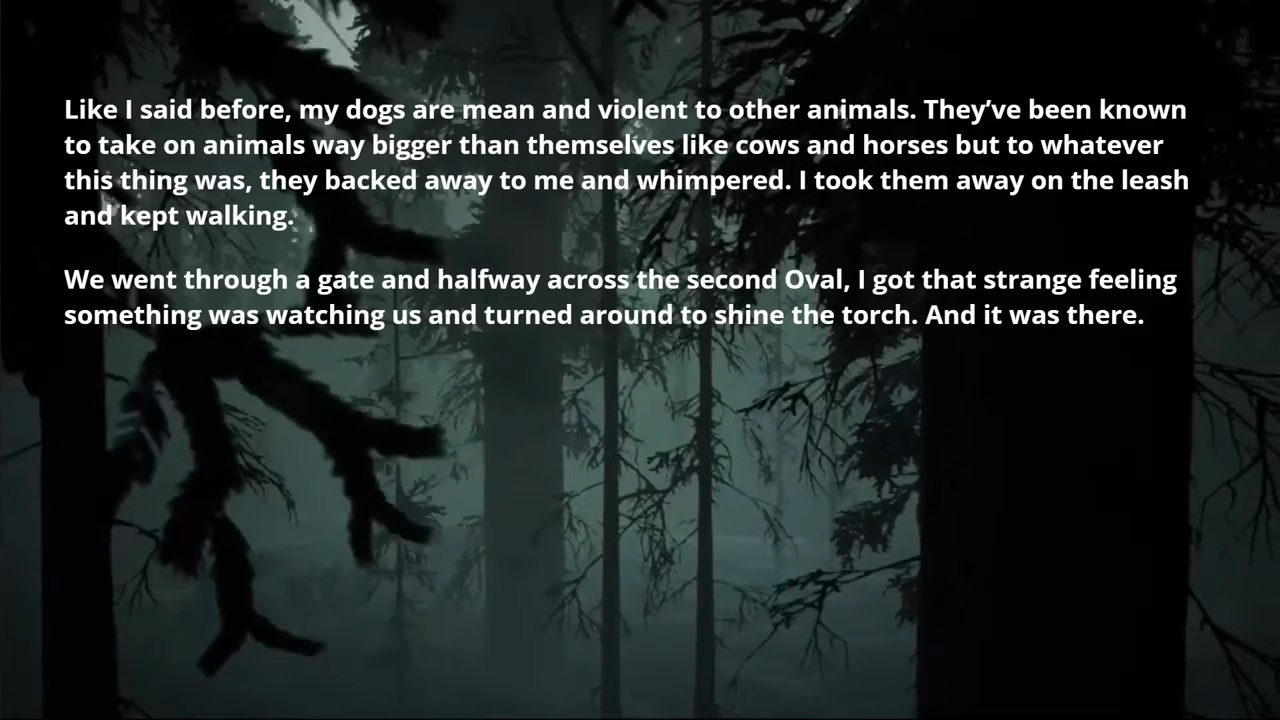 Like I said before, my dogs are mean and violent to other animals. They’ve been known
to take on animals way bigger than themselves like cows and horses but to whatever
this thing was, they backed away to me and whimpered. I took them away on the leash
and kept walking.
We went through a gate and halfway across the second Oval, I got that strange feeling
something was watching us and turned around to shine the torch. And it was there.